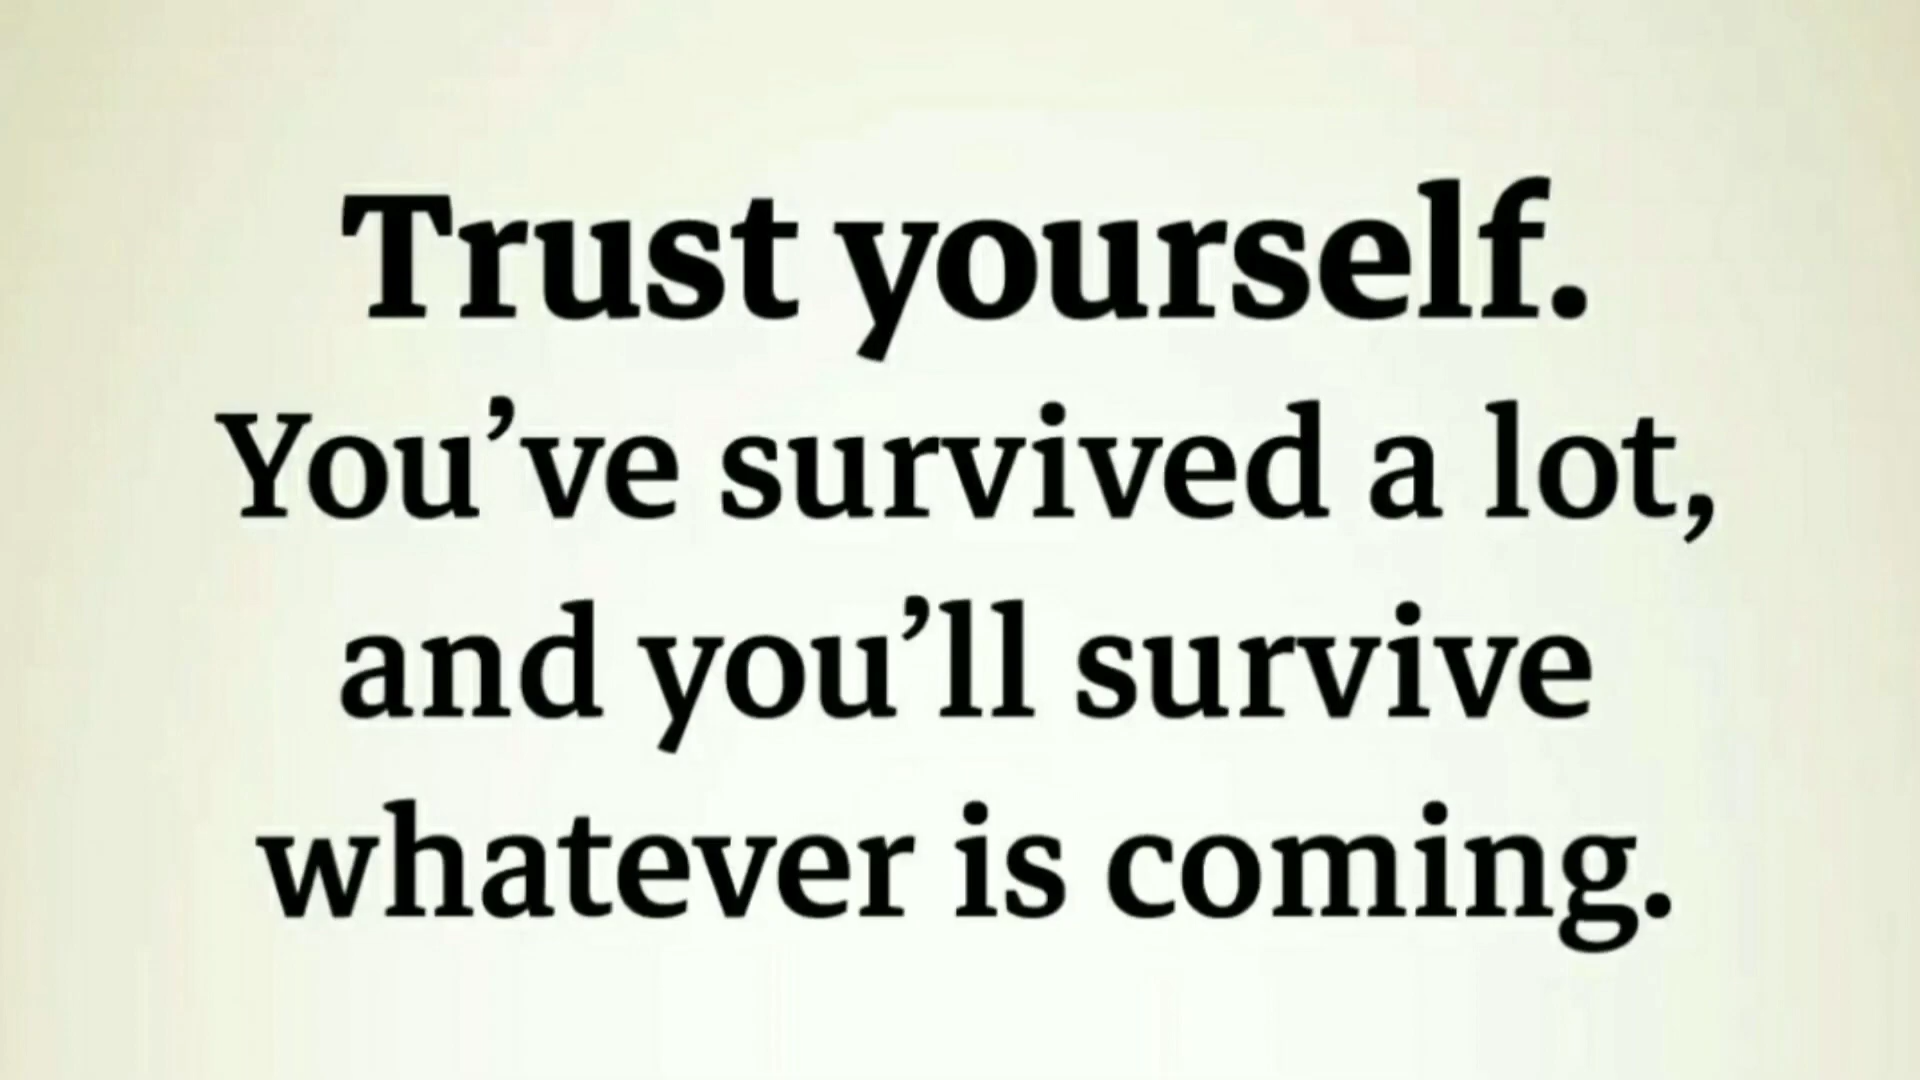 Trust yourself.
You’ve survived a lot,
and you’ll survive
whatever is coming.